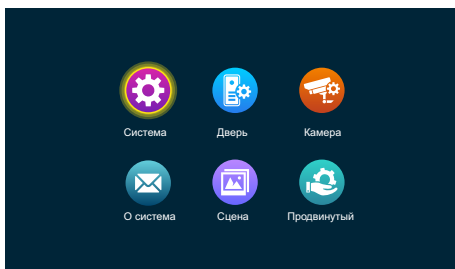 Система
Дверь
Камера
О система
Сцена
Продвинутый